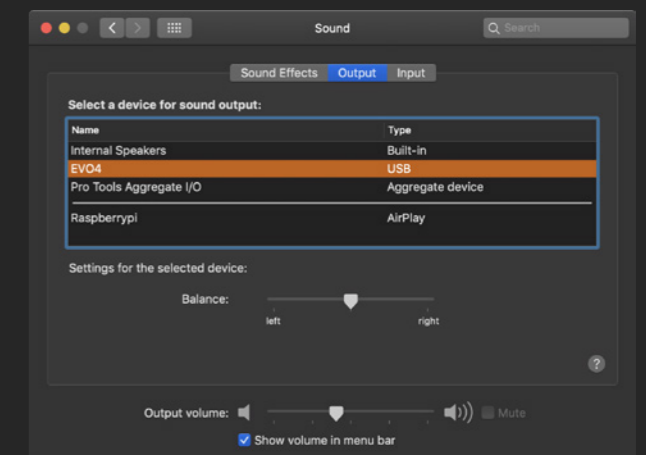 Sound
Search
Sound Effects Output Input
Select a device for sound output:
Name Type
Internal Speakers Built-in
EVO4 USB
Pro Tools Aggregate I/O Aggregate device
Raspberrypi AirPlay
Settings for the selected device:
Balance:
left right
?
Output volume: Mute
Show volume in menu bar